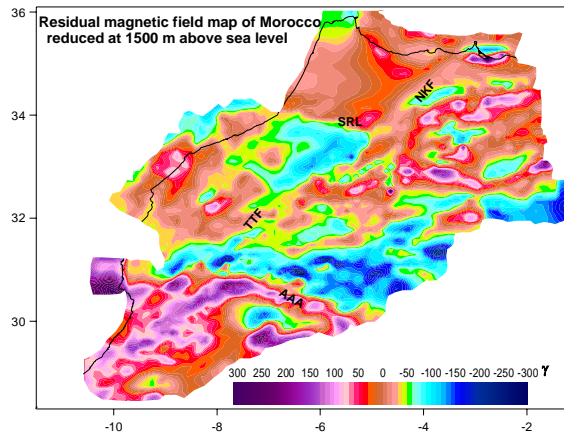 Residual magnetic field map of Morocco
reduced at 1500 m above sea level
36
34
32
30
NKF
SRL
TTF
AAA
300 250 200 150 100 50 0 -50 -100 -150 -200 -250 -300 γ
-10 -8 -6 -4 -2